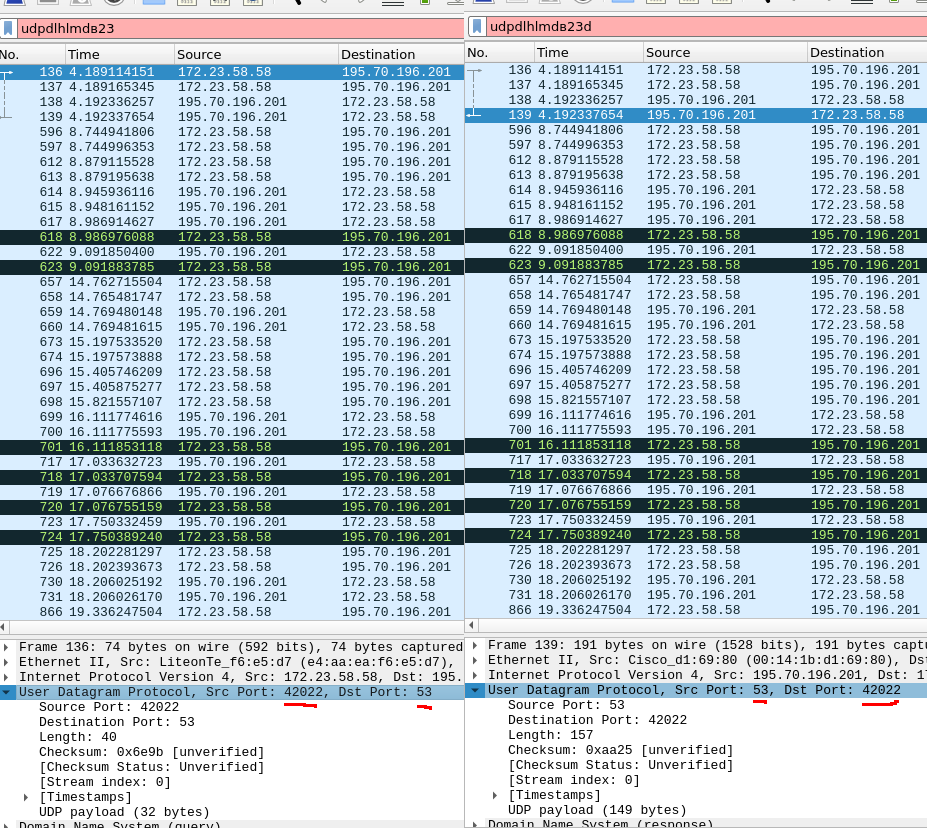 udpdlhlmdв23
No. Time Source Destination
136 4.189114151 172.23.58.58 195.70.196.201
137 4.189165345 172.23.58.58 195.70.196.201
138 4.192336257 195.70.196.201 172.23.58.58
139 4.192337654 195.70.196.201 172.23.58.58
596 8.744941806 172.23.58.58 195.70.196.201
597 8.744996353 172.23.58.58 195.70.196.201
612 8.879115528 172.23.58.58 195.70.196.201
613 8.879195638 172.23.58.58 195.70.196.201
614 8.945936116 195.70.196.201 172.23.58.58
615 8.948161152 195.70.196.201 172.23.58.58
617 8.986914627 195.70.196.201 172.23.58.58
618 8.986976088 172.23.58.58 195.70.196.201
622 9.091850400 195.70.196.201 172.23.58.58
623 9.091883785 172.23.58.58 195.70.196.201
657 14.762715504 172.23.58.58 195.70.196.201
658 14.765481747 172.23.58.58 195.70.196.201
659 14.769480148 195.70.196.201 172.23.58.58
660 14.769481615 195.70.196.201 172.23.58.58
673 15.197533520 172.23.58.58 195.70.196.201
674 15.197573888 172.23.58.58 195.70.196.201
696 15.405746209 172.23.58.58 195.70.196.201
697 15.405875277 172.23.58.58 195.70.196.201
698 15.821557107 172.23.58.58 195.70.196.201
699 16.111774616 195.70.196.201 172.23.58.58
700 16.111775593 195.70.196.201 172.23.58.58
701 16.111853118 172.23.58.58 195.70.196.201
717 17.033632723 195.70.196.201 172.23.58.58
718 17.033707594 172.23.58.58 195.70.196.201
719 17.076676866 195.70.196.201 172.23.58.58
720 17.076755159 172.23.58.58 195.70.196.201
723 17.750332459 195.70.196.201 172.23.58.58
724 17.750389240 172.23.58.58 195.70.196.201
725 18.202281297 172.23.58.58 195.70.196.201
726 18.202393673 172.23.58.58 195.70.196.201
730 18.206025192 195.70.196.201 172.23.58.58
731 18.206026170 195.70.196.201 172.23.58.58
866 19.336247504 172.23.58.58 195.70.196.201
Frame 136: 74 bytes on wire (592 bits), 74 bytes captured
Ethernet II, Src: LiteonTe_f6:e5:d7 (e4:aa:ea:f6:e5:d7),
Internet Protocol Version 4, Src: 172.23.58.58, Dst: 195.
User Datagram Protocol, Src Port: 42022, Dst Port: 53
Source Port: 42022
Destination Port: 53
Length: 40
Checksum: 0x6e9b [unverified]
[Checksum Status: Unverified]
[Stream index: 0]
[Timestamps]
UDP payload (32 bytes)
Domain Name System (query)
udpdlhlmdв23d
No. Time Source Destination
136 4.189114151 172.23.58.58 195.70.196.201
137 4.189165345 172.23.58.58 195.70.196.201
138 4.192336257 195.70.196.201 172.23.58.58
139 4.192337654 195.70.196.201 172.23.58.58
596 8.744941806 172.23.58.58 195.70.196.201
597 8.744996353 172.23.58.58 195.70.196.201
612 8.879115528 172.23.58.58 195.70.196.201
613 8.879195638 172.23.58.58 195.70.196.201
614 8.945936116 195.70.196.201 172.23.58.58
615 8.948161152 195.70.196.201 172.23.58.58
617 8.986914627 195.70.196.201 172.23.58.58
618 8.986976088 172.23.58.58 195.70.196.201
622 9.091850400 195.70.196.201 172.23.58.58
623 9.091883785 172.23.58.58 195.70.196.201
657 14.762715504 172.23.58.58 195.70.196.201
658 14.765481747 172.23.58.58 195.70.196.201
659 14.769480148 195.70.196.201 172.23.58.58
660 14.769481615 195.70.196.201 172.23.58.58
673 15.197533520 172.23.58.58 195.70.196.201
674 15.197573888 172.23.58.58 195.70.196.201
696 15.405746209 172.23.58.58 195.70.196.201
697 15.405875277 172.23.58.58 195.70.196.201
698 15.821557107 172.23.58.58 195.70.196.201
699 16.111774616 195.70.196.201 172.23.58.58
700 16.111775593 195.70.196.201 172.23.58.58
701 16.111853118 172.23.58.58 195.70.196.201
717 17.033632723 195.70.196.201 172.23.58.58
718 17.033707594 172.23.58.58 195.70.196.201
719 17.076676866 195.70.196.201 172.23.58.58
720 17.076755159 172.23.58.58 195.70.196.201
723 17.750332459 195.70.196.201 172.23.58.58
724 17.750389240 172.23.58.58 195.70.196.201
725 18.202281297 172.23.58.58 195.70.196.201
726 18.202393673 172.23.58.58 195.70.196.201
730 18.206025192 195.70.196.201 172.23.58.58
731 18.206026170 195.70.196.201 172.23.58.58
866 19.336247504 172.23.58.58 195.70.196.201
Frame 139: 191 bytes on wire (1528 bits), 191 bytes capt
Ethernet II, Src: Cisco_d1:69:80 (00:14:1b:d1:69:80), Dst
Internet Protocol Version 4, Src: 195.70.196.201, Dst: 17
User Datagram Protocol, Src Port: 53, Dst Port: 42022
Source Port: 53
Destination Port: 42022
Length: 157
Checksum: 0xaa25 [unverified]
[Checksum Status: Unverified]
[Stream index: 0]
[Timestamps]
UDP payload (149 bytes)
Domain Name System (response)